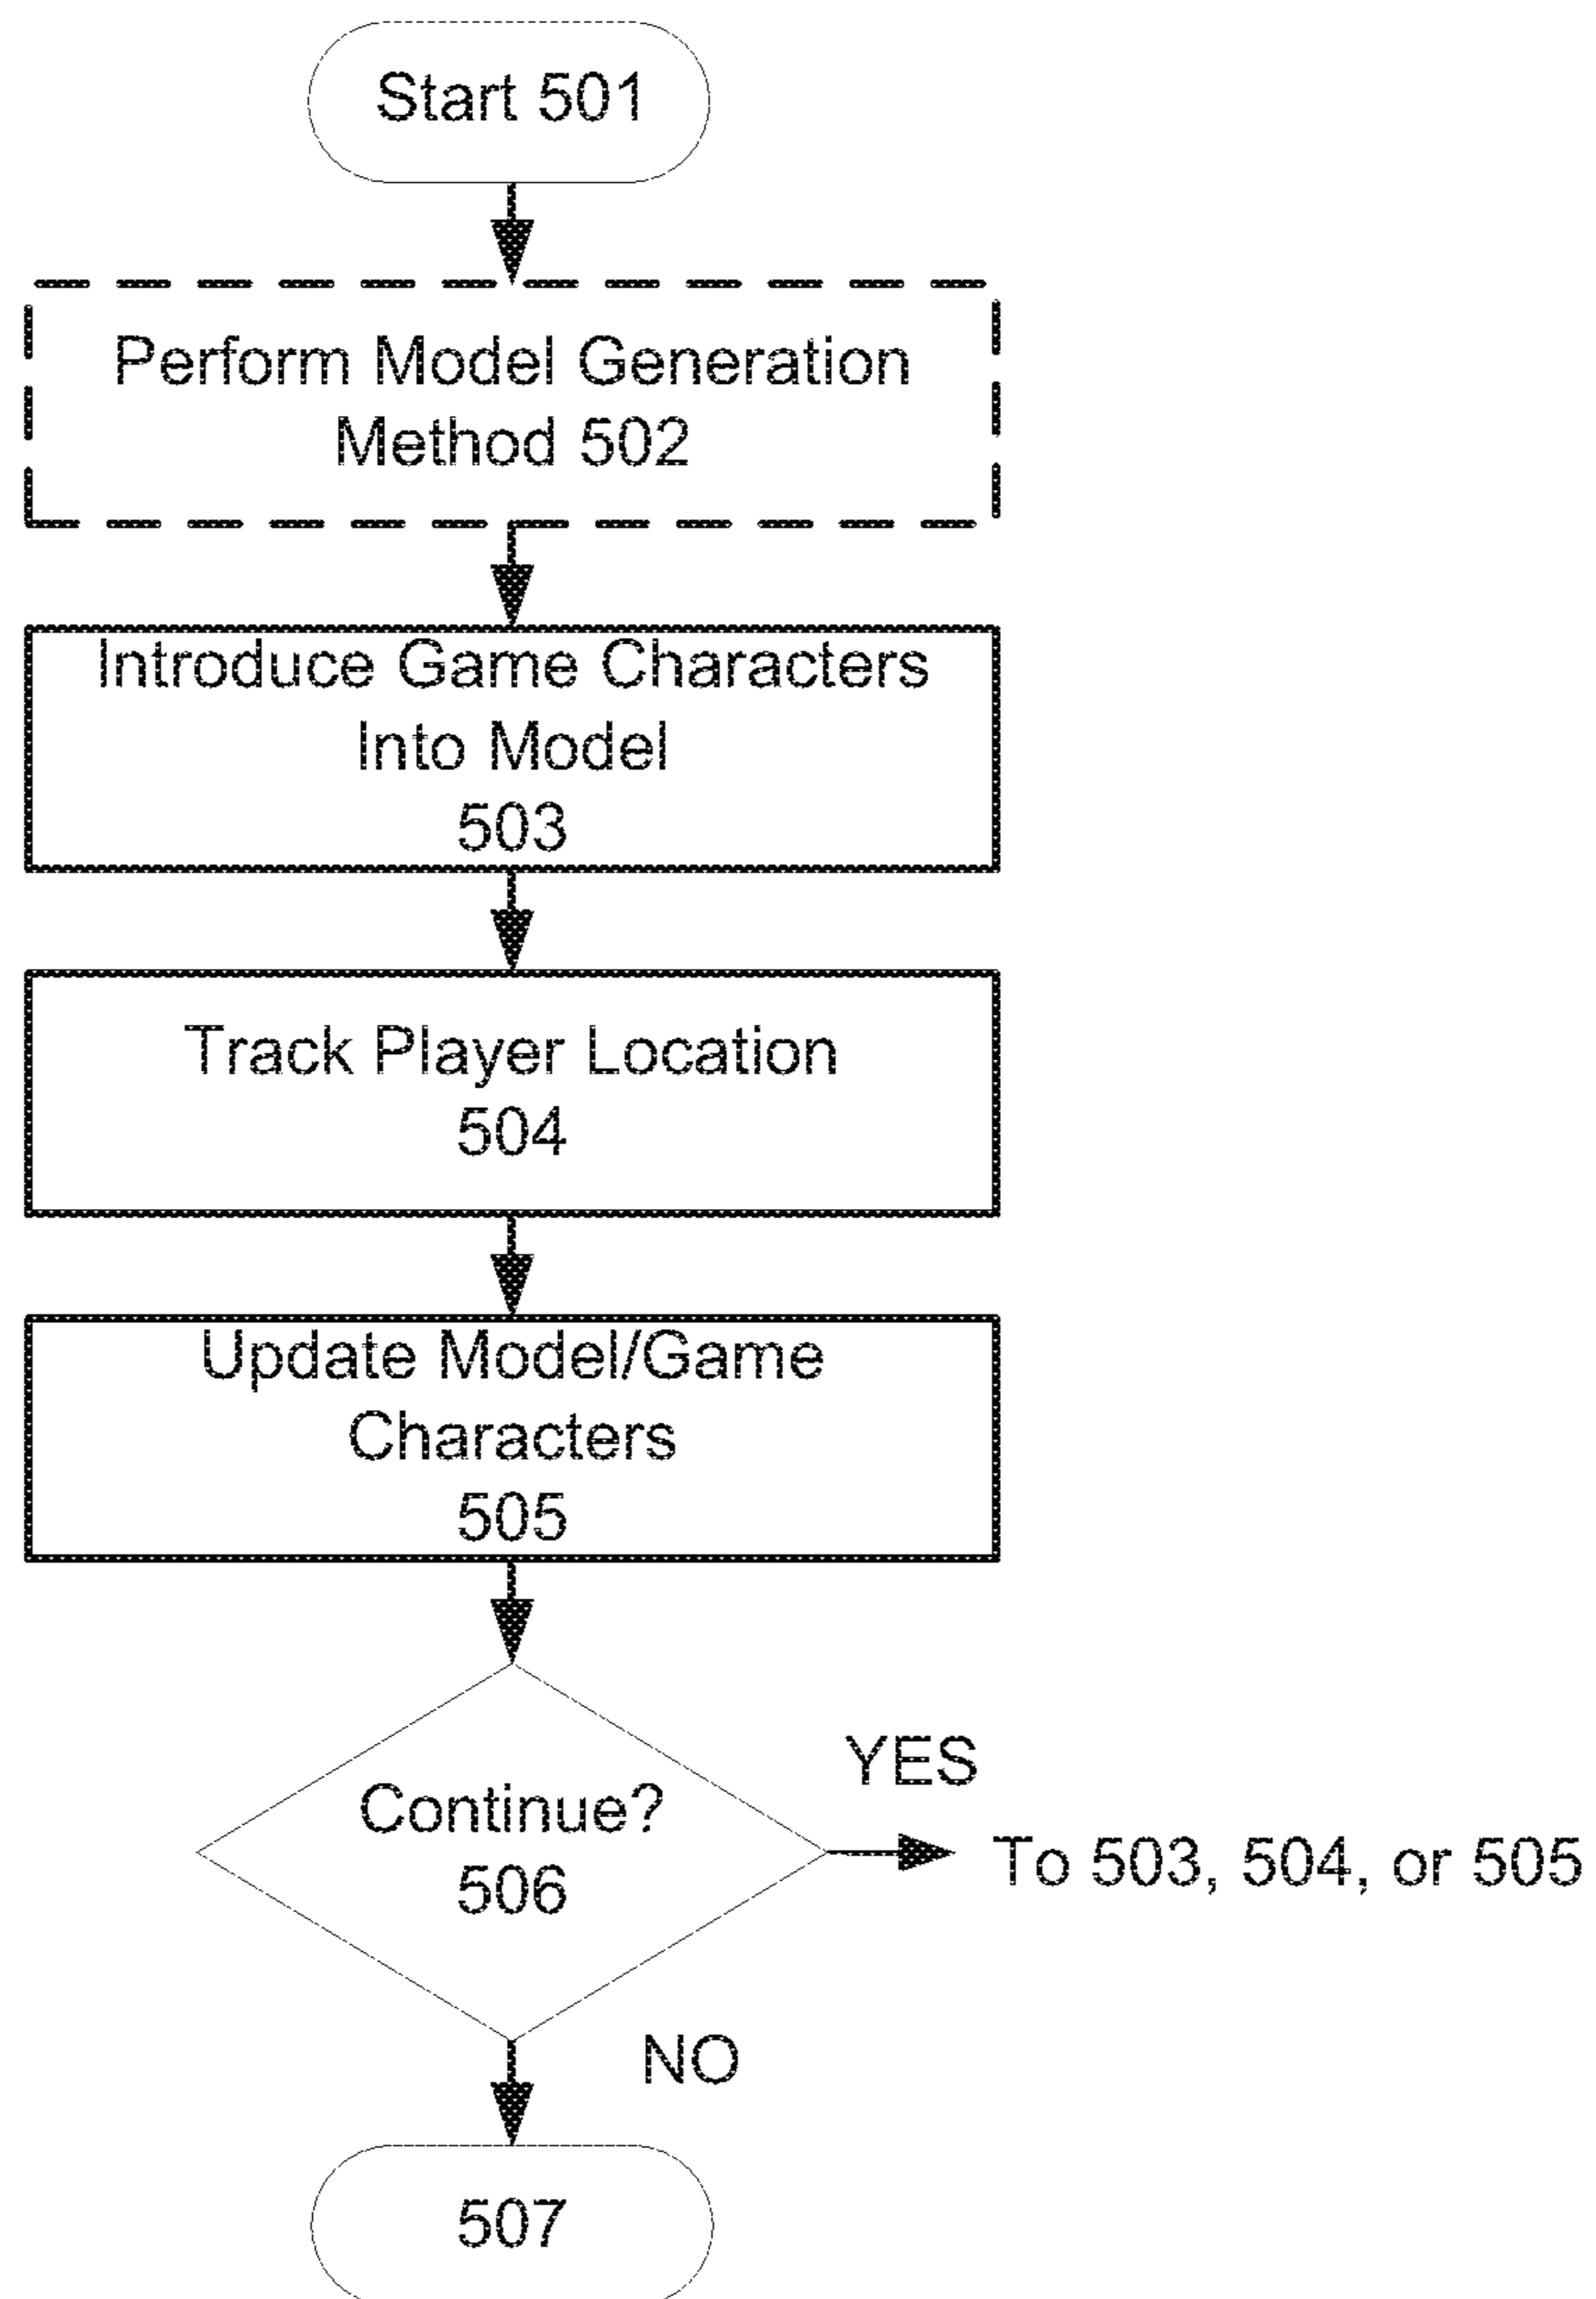 Start 501
Perform Model Generation
Method 502
Introduce Game Characters
Into Model
503
Track Player Location
504
Update Model/Game
Characters
505
Continue?
506
YES
To 503, 504, or 505
NO
507